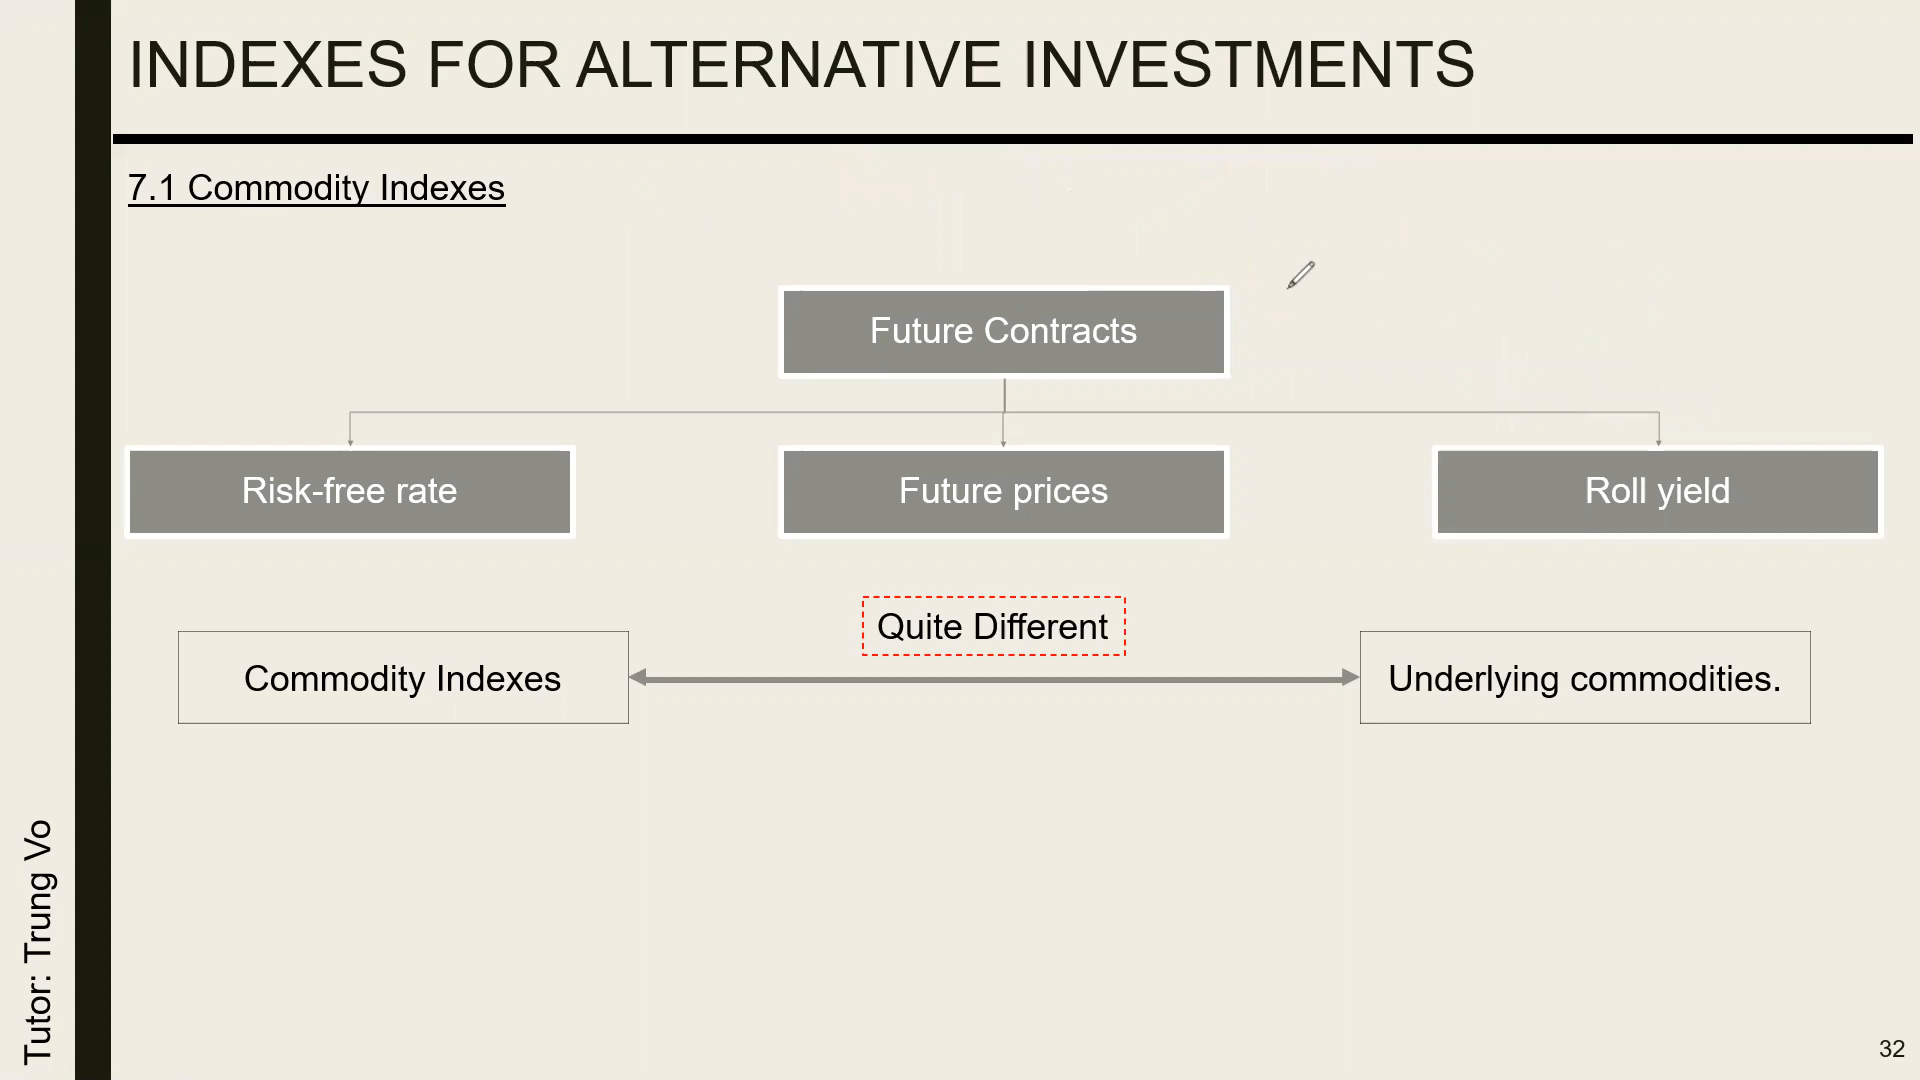 INDEXES FOR ALTERNATIVE INVESTMENTS
7.1 Commodity Indexes
Future Contracts
Risk-free rate
Future prices
Roll yield
Quite Different
Commodity Indexes
Underlying commodities.
Tutor: Trung Vo
32